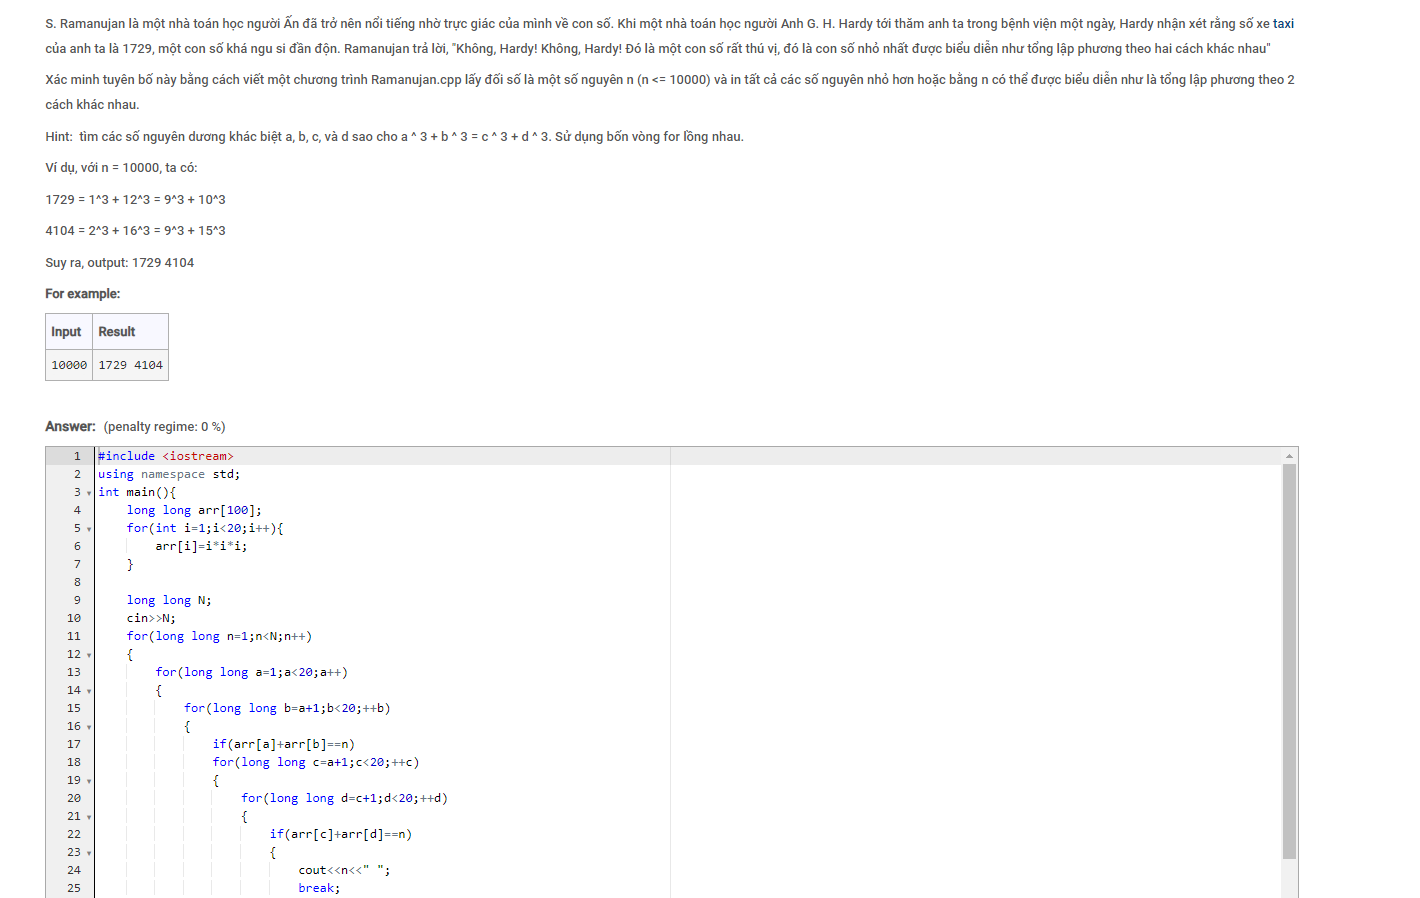 S. Ramanujan là một nhà toán học người Ấn đã trở nên nổi tiếng nhờ trực giác của mình về con số. Khi một nhà toán học người Anh G. H. Hardy tới thăm anh ta trong bệnh viện một ngày, Hardy nhận xét rằng số xe taxi
của anh ta là 1729, một con số khá ngu si đần độn. Ramanujan trả lời, "Không, Hardy! Không, Hardy! Đó là một con số rất thú vị, đó là con số nhỏ nhất được biểu diễn như tổng lập phương theo hai cách khác nhau"
Xác minh tuyên bố này bằng cách viết một chương trình Ramanujan.cpp lấy đối số là một số nguyên n (n <= 10000) và in tất cả các số nguyên nhỏ hơn hoặc bằng n có thể được biểu diễn như là tổng lập phương theo 2
cách khác nhau.
Hint: tìm các số nguyên dương khác biệt a, b, c, và d sao cho a ^ 3 + b ^ 3 = c ^ 3 + d ^ 3. Sử dụng bốn vòng for lồng nhau.
Ví dụ, với n = 10000, ta có:
1729 = 1^3 + 12^3 = 9^3 + 10^3
4104 = 2^3 + 16^3 = 9^3 + 15^3
Suy ra, output: 1729 4104
For example:
Input Result
10000 1729 4104
Answer: (penalty regime: 0 %)
1 #include <iostream>
2 using namespace std;
3 int main(){
4 long long arr[100];
5 for(int i=1;i<20;i++){
6 arr[i]=i*i*i;
7 }
8
9 long long N;
10 cin>>N;
11 for(long long n=1;n<N;n++)
12 {
13 for(long long a=1;a<20;a++)
14 {
15 for(long long b=a+1;b<20;++b)
16 {
17 if(arr[a]+arr[b]==n)
18 for(long long c=a+1;c<20;++c)
19 {
20 for(long long d=c+1;d<20;++d)
21 {
22 if(arr[c]+arr[d]==n)
23 {
24 cout<<n<<" ";
25 break;